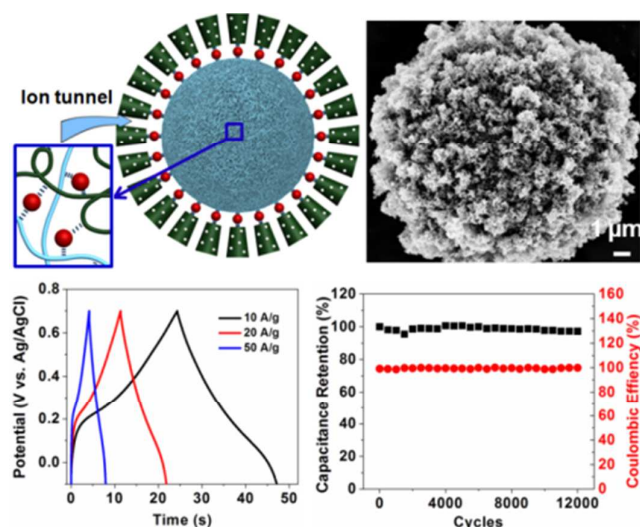 Ion tunnel
1 μm
Potential (V vs. Ag/AgCl)
0.8
0.6
0.4
0.2
0.0
10 A/g
20 A/g
50 A/g
0 10 20 30 40 50
Time (s)
Capacitance Retention (%)
120
100
80
60
40
20
0
160
140
120
100
80
60
40
20
0
Coulombic Effiency (%)
0 4000 8000 12000
Cycles